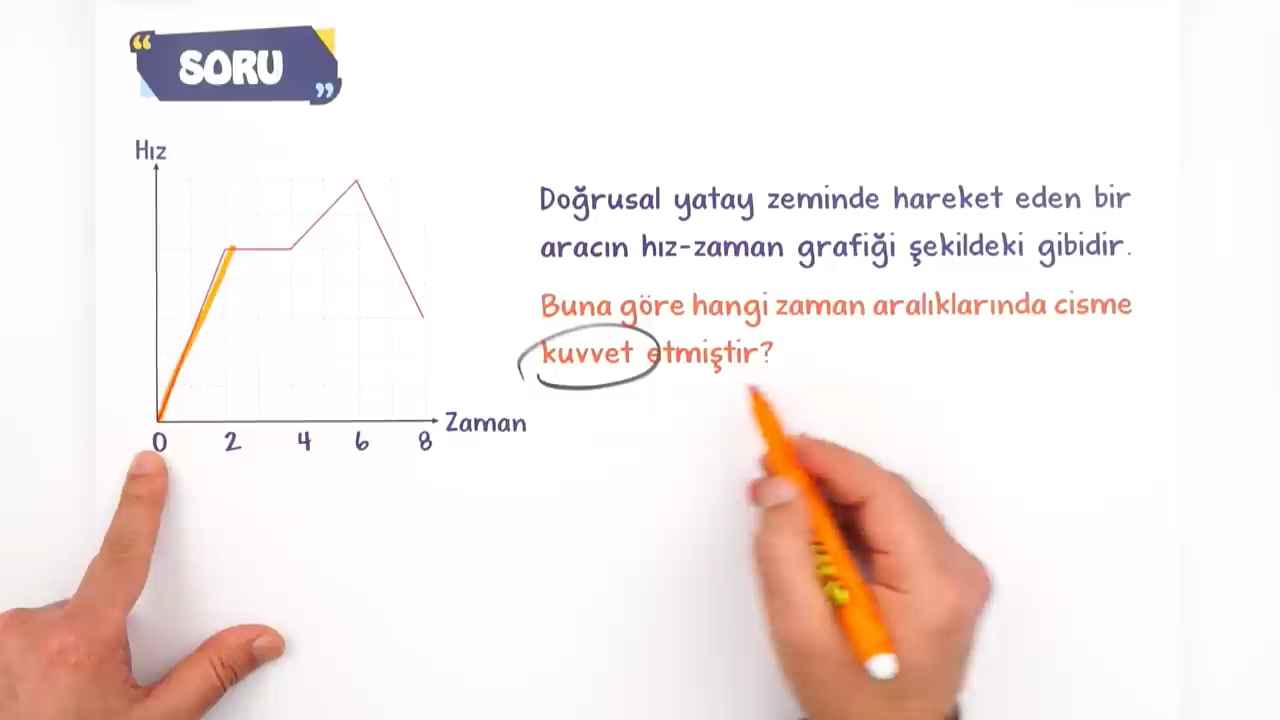 SORU
Hız
Doğrusal yatay zeminde hareket eden bir
aracın hız-zaman grafiği şekildeki gibidir.
Buna göre hangi zaman aralıklarında cisme
kuvvet etmiştir?
Zaman
0 2 4 6 8